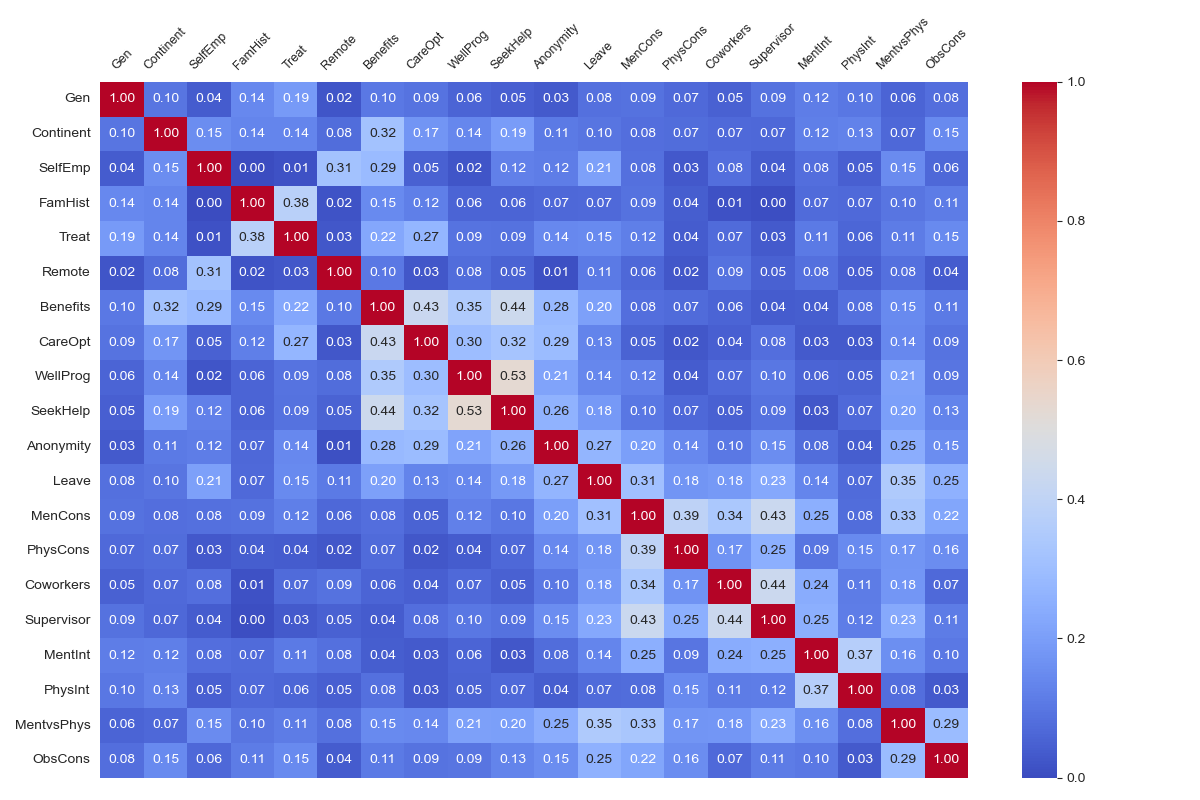 Gen Continent SelfEmp FamHist Treat Remote Benefits CareOpt WellProg SeekHelp Anonymity Leave MenCons PhysCons Coworkers Supervisor MentInt PhysInt MentvsPhys ObsCons
Gen 1.00 0.10 0.04 0.14 0.19 0.02 0.10 0.09 0.06 0.05 0.03 0.08 0.09 0.07 0.05 0.09 0.12 0.10 0.06 0.08
Continent 0.10 1.00 0.15 0.14 0.14 0.08 0.32 0.17 0.14 0.19 0.11 0.10 0.08 0.07 0.07 0.07 0.12 0.13 0.07 0.15
SelfEmp 0.04 0.15 1.00 0.00 0.01 0.31 0.29 0.05 0.02 0.12 0.12 0.21 0.08 0.03 0.08 0.04 0.08 0.05 0.15 0.06
FamHist 0.14 0.14 0.00 1.00 0.38 0.02 0.15 0.12 0.06 0.06 0.07 0.07 0.09 0.04 0.01 0.00 0.07 0.07 0.10 0.11
Treat 0.19 0.14 0.01 0.38 1.00 0.03 0.22 0.27 0.09 0.09 0.14 0.15 0.12 0.04 0.07 0.03 0.11 0.06 0.11 0.15
Remote 0.02 0.08 0.31 0.02 0.03 1.00 0.10 0.03 0.08 0.05 0.01 0.11 0.06 0.02 0.09 0.05 0.08 0.05 0.08 0.04
Benefits 0.10 0.32 0.29 0.15 0.22 0.10 1.00 0.43 0.35 0.44 0.28 0.20 0.08 0.07 0.06 0.04 0.04 0.08 0.15 0.11
CareOpt 0.09 0.17 0.05 0.12 0.27 0.03 0.43 1.00 0.30 0.32 0.29 0.13 0.05 0.02 0.04 0.08 0.03 0.03 0.14 0.09
WellProg 0.06 0.14 0.02 0.06 0.09 0.08 0.35 0.30 1.00 0.53 0.21 0.14 0.12 0.04 0.07 0.10 0.06 0.05 0.21 0.09
SeekHelp 0.05 0.19 0.12 0.06 0.09 0.05 0.44 0.32 0.53 1.00 0.26 0.18 0.10 0.07 0.05 0.09 0.03 0.07 0.20 0.13
Anonymity 0.03 0.11 0.12 0.07 0.14 0.01 0.28 0.29 0.21 0.26 1.00 0.27 0.20 0.14 0.10 0.15 0.08 0.04 0.25 0.15
Leave 0.08 0.10 0.21 0.07 0.15 0.11 0.20 0.13 0.14 0.18 0.27 1.00 0.31 0.18 0.18 0.23 0.14 0.07 0.35 0.25
MenCons 0.09 0.08 0.08 0.09 0.12 0.06 0.08 0.05 0.12 0.10 0.20 0.31 1.00 0.39 0.34 0.43 0.25 0.08 0.33 0.22
PhysCons 0.07 0.07 0.03 0.04 0.04 0.02 0.07 0.02 0.04 0.07 0.14 0.18 0.39 1.00 0.17 0.25 0.09 0.15 0.17 0.16
Coworkers 0.05 0.07 0.08 0.01 0.07 0.09 0.06 0.04 0.07 0.05 0.10 0.18 0.34 0.17 1.00 0.44 0.24 0.11 0.18 0.07
Supervisor 0.09 0.07 0.04 0.00 0.03 0.05 0.04 0.08 0.10 0.09 0.15 0.23 0.43 0.25 0.44 1.00 0.25 0.12 0.23 0.11
MentInt 0.12 0.12 0.08 0.07 0.11 0.08 0.04 0.03 0.06 0.03 0.08 0.14 0.25 0.09 0.24 0.25 1.00 0.37 0.16 0.10
PhysInt 0.10 0.13 0.05 0.07 0.06 0.05 0.08 0.03 0.05 0.07 0.04 0.07 0.08 0.15 0.11 0.12 0.37 1.00 0.08 0.03
MentvsPhys 0.06 0.07 0.15 0.10 0.11 0.08 0.15 0.14 0.21 0.20 0.25 0.35 0.33 0.17 0.18 0.23 0.16 0.08 1.00 0.29
ObsCons 0.08 0.15 0.06 0.11 0.15 0.04 0.11 0.09 0.09 0.13 0.15 0.25 0.22 0.16 0.07 0.11 0.10 0.03 0.29 1.00
1.0
0.8
0.6
0.4
0.2
0.0